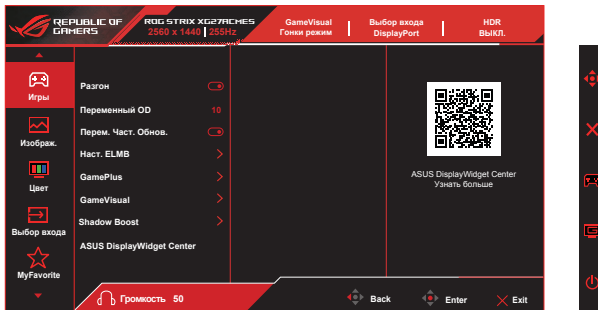 REPUBLIC OF
GAMERS
ROG STRIX XG27ACMES
2560 x 1440 255Hz
GameVisual
Гонки режим
Выбор входа
DisplayPort
HDR
ВЫКЛ.
Игры
Изображ.
Цвет
Выбор входа
MyFavorite
Разгон
Переменный OD 10
Перем. Част. Обнов.
Наст. ELMB
GamePlus
GameVisual
Shadow Boost
ASUS DisplayWidget Center
ASUS DisplayWidget Center
Узнать больше
Громкость 50
Back
Enter
Exit